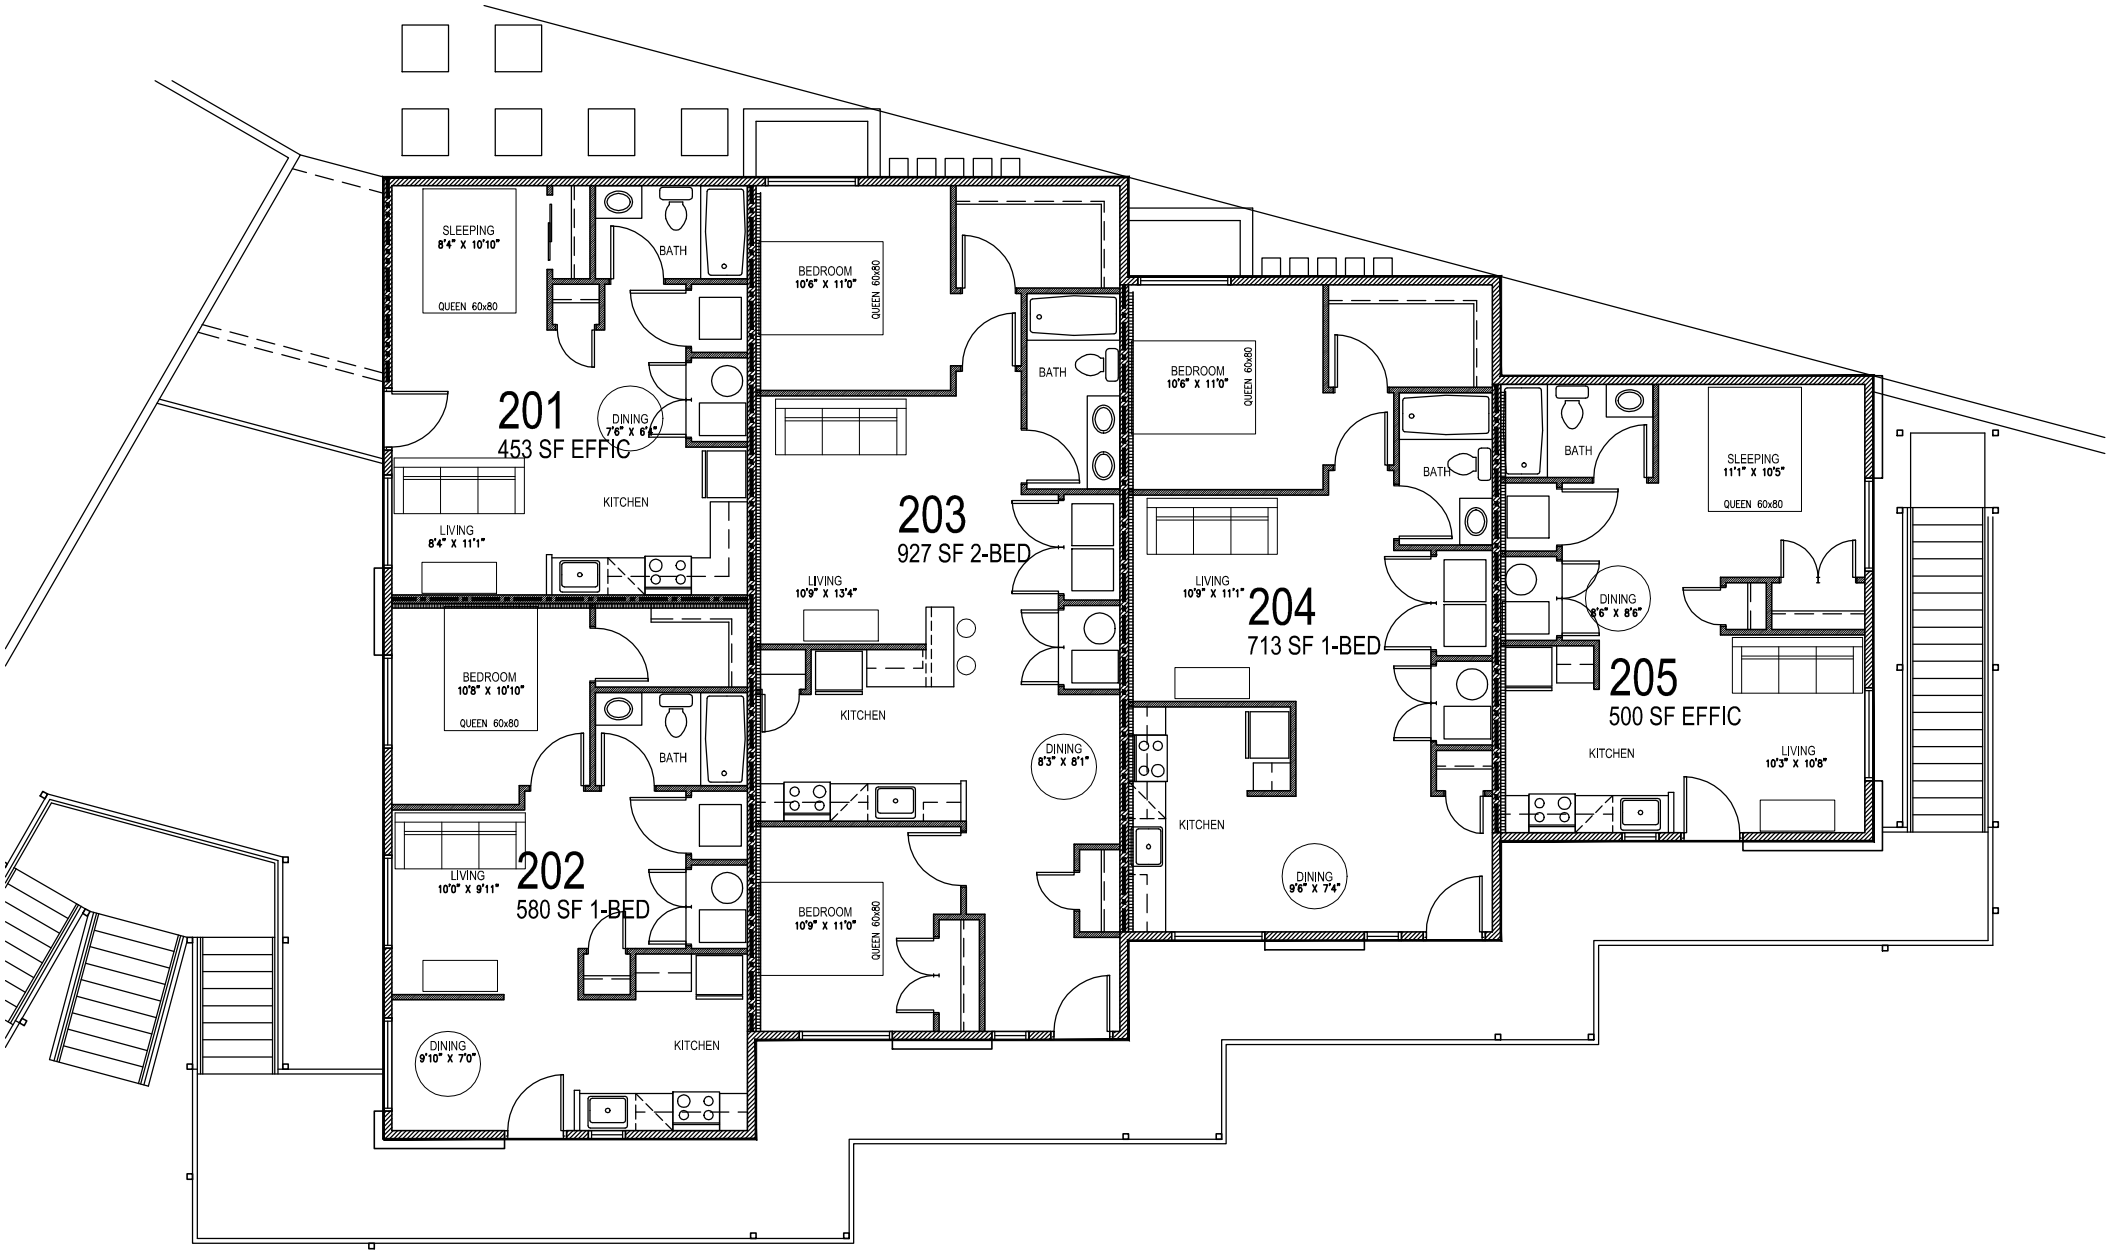 SLEEPING
8'4" X 10'10"
QUEEN 60x80
BATH
201
453 SF EFFIC
DINING
KITCHEN
LIVING
8'4" X 11'1"
BEDROOM
10'8" X 10'10"
QUEEN 60x80
BATH
202
580 SF 1-BED
LIVING
10'0" X 9'11"
DINING
9'10" X 7'0"
KITCHEN
BEDROOM
10'6" X 11'0"
QUEEN 60x80
BATH
203
927 SF 2-BED
LIVING
10'9" X 13'4"
KITCHEN
DINING
8'3" X 8'1"
BEDROOM
10'9" X 11'0"
QUEEN 60x80
BEDROOM
10'6" X 11'0"
QUEEN 60x80
BATH
LIVING
10'9" X 11'1"
204
713 SF 1-BED
KITCHEN
DINING
9'6" X 7'4"
BATH
SLEEPING
11'1" X 10'5"
QUEEN 60x80
DINING
8'6" X 8'6"
205
500 SF EFFIC
KITCHEN
LIVING
10'3" X 10'8"